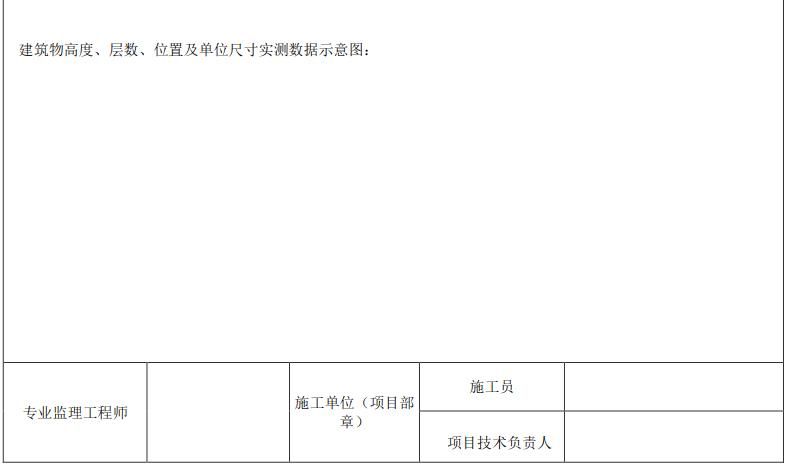 建筑物高度、层数、位置及单位尺寸实测数据示意图：
专业监理工程师
施工单位（项目部
章）
施工员
项目技术负责人